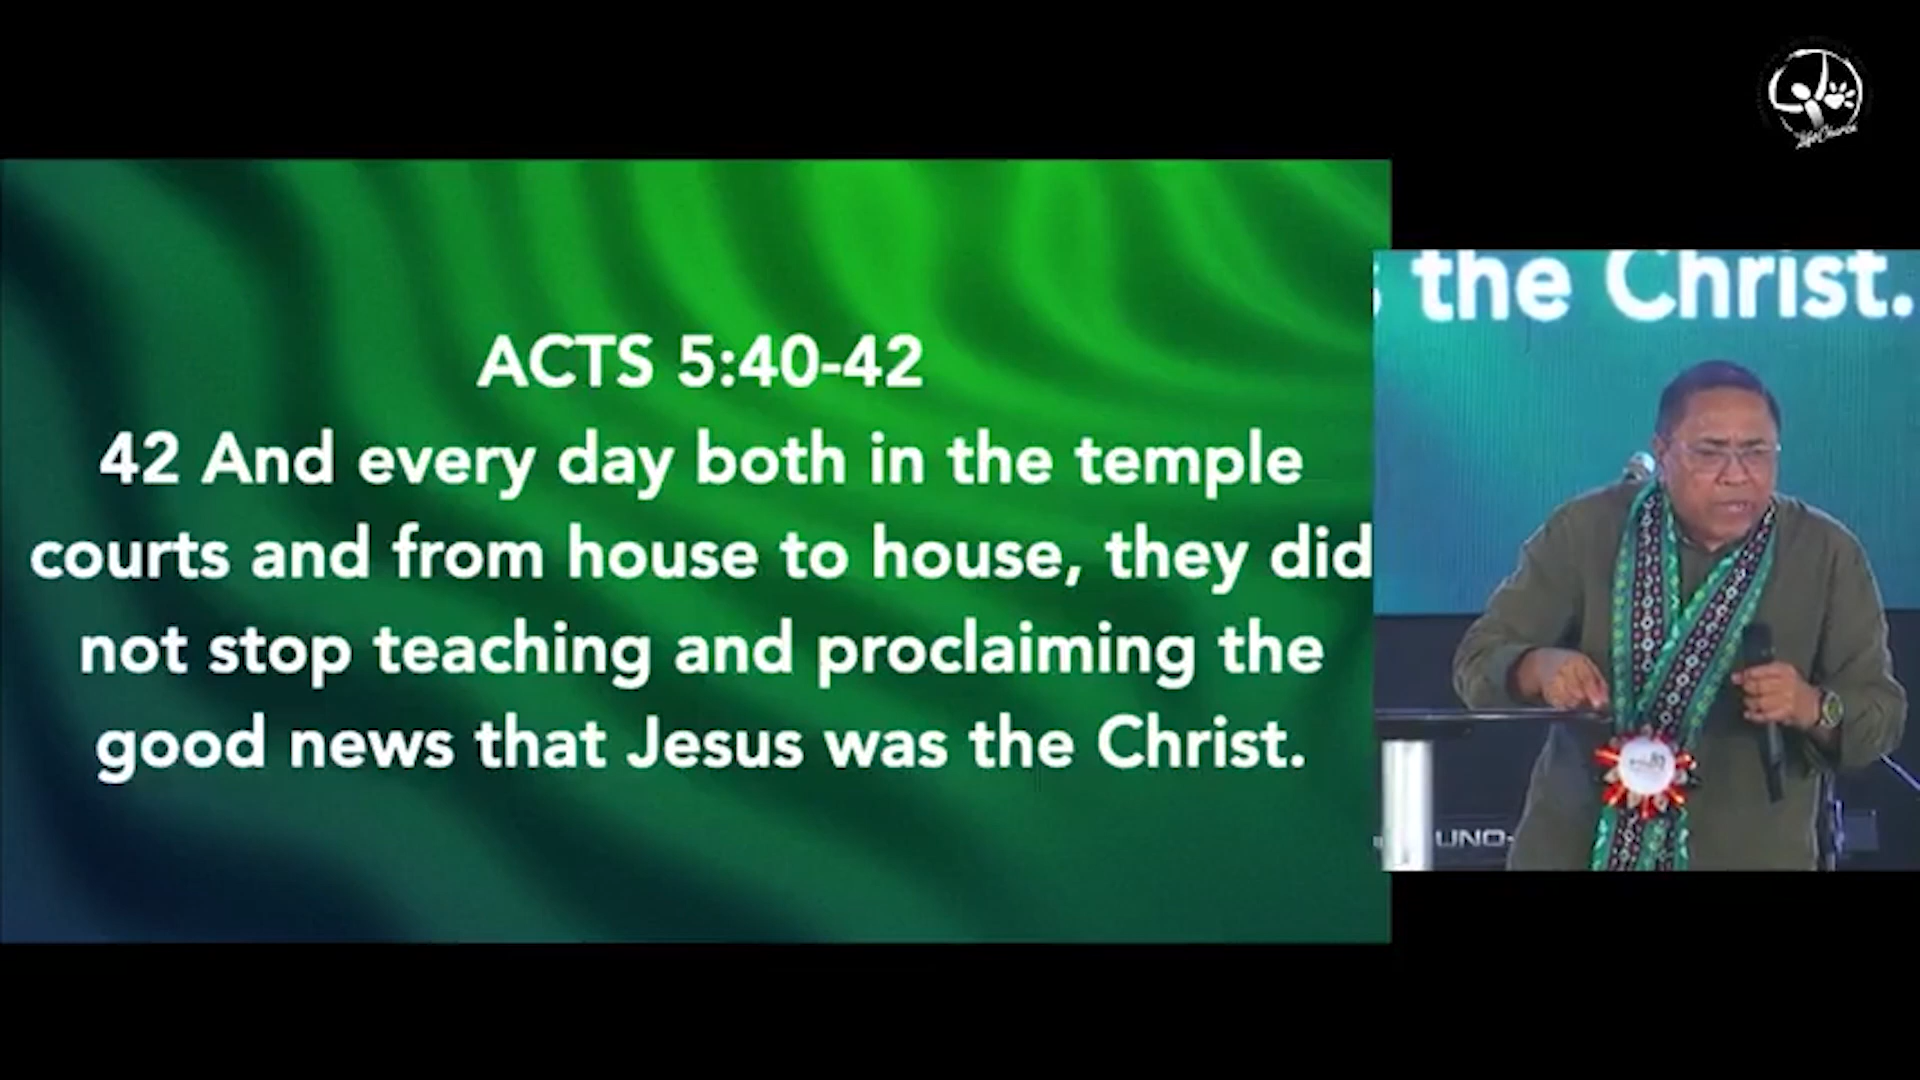 ACTS 5:40-42
42 And every day both in the temple
courts and from house to house, they did
not stop teaching and proclaiming the
good news that Jesus was the Christ.
the Christ.
UNO-